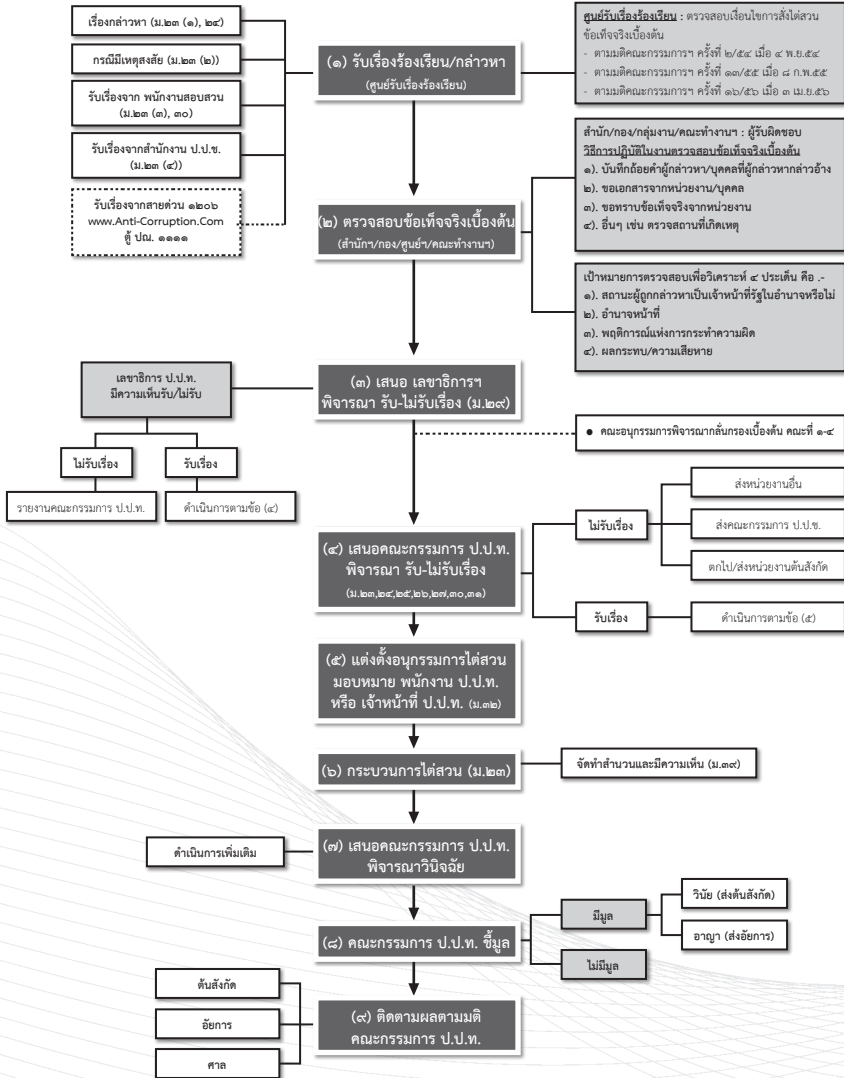 เรื่องกล่าวหา (ม.๒๓ (๑), ๒๔)
กรณีมีเหตุสงสัย (ม.๒๓ (๒))
รับเรื่องจาก พนักงานสอบสวน
(ม.๒๓ (๓), ๓๐)
รับเรื่องจากสำนักงาน ป.ป.ช.
(ม.๒๓ (๔))
รับเรื่องจากสายด่วน ๑๒๐๖
www.Anti-Corruption.Com
ตู้ ปณ. ๑๑๑๑
(๑) รับเรื่องร้องเรียน/กล่าวหา
(ศูนย์รับเรื่องร้องเรียน)
ศูนย์รับเรื่องร้องเรียน : ตรวจสอบเงื่อนไขการสั่งไต่สวน
ข้อเท็จจริงเบื้องต้น
- ตามมติคณะกรรมการฯ ครั้งที่ ๒/๕๔ เมื่อ ๔ พ.ย.๕๔
- ตามมติคณะกรรมการฯ ครั้งที่ ๑๓/๕๕ เมื่อ ๘ ก.พ.๕๕
- ตามมติคณะกรรมการฯ ครั้งที่ ๑๖/๕๖ เมื่อ ๓ เม.ย.๕๖
(๒) ตรวจสอบข้อเท็จจริงเบื้องต้น
(สำนักฯ/กอง/ศูนย์ฯ/คณะทำงานฯ)
สำนัก/กอง/กลุ่มงาน/คณะทำงานฯ : ผู้รับผิดชอบ
วิธีการปฏิบัติในงานตรวจสอบข้อเท็จจริงเบื้องต้น
๑). บันทึกถ้อยคำผู้กล่าวหา/บุคคลที่ผู้กล่าวหากล่าวอ้าง
๒). ขอเอกสารจากหน่วยงาน/บุคคล
๓). ขอทราบข้อเท็จจริงจากหน่วยงาน
๔). อื่นๆ เช่น ตรวจสถานที่เกิดเหตุ
เป้าหมายการตรวจสอบเพื่อวิเคราะห์ ๔ ประเด็น คือ .-
๑). สถานะผู้ถูกกล่าวหาเป็นเจ้าหน้าที่รัฐในอำนาจหรือไม่
๒). อำนาจหน้าที่
๓). พฤติการณ์แห่งการกระทำความผิด
๔). ผลกระทบ/ความเสียหาย
(๓) เสนอ เลขาธิการฯ
พิจารณา รับ-ไม่รับเรื่อง (ม.๒๙)
เลขาธิการ ป.ป.ท.
มีความเห็นรับ/ไม่รับ
ไม่รับเรื่อง
รับเรื่อง
รายงานคณะกรรมการ ป.ป.ท.
ดำเนินการตามข้อ (๔)
● คณะอนุกรรมการพิจารณากลั่นกรองเบื้องต้น คณะที่ ๑-๔
(๔) เสนอคณะกรรมการ ป.ป.ท.
พิจารณา รับ-ไม่รับเรื่อง
(ม.๒๓,๒๔,๒๕,๒๖,๒๗,๓๐,๓๑)
ไม่รับเรื่อง
ส่งหน่วยงานอื่น
ส่งคณะกรรมการ ป.ป.ช.
ตกไป/ส่งหน่วยงานต้นสังกัด
รับเรื่อง
ดำเนินการตามข้อ (๕)
(๕) แต่งตั้งอนุกรรมการไต่สวน
มอบหมาย พนักงาน ป.ป.ท.
หรือ เจ้าหน้าที่ ป.ป.ท. (ม.๓๒)
(๖) กระบวนการไต่สวน (ม.๒๓)
จัดทำสำนวนและมีความเห็น (ม.๓๙)
(๗) เสนอคณะกรรมการ ป.ป.ท.
พิจารณาวินิจฉัย
ดำเนินการเพิ่มเติม
(๘) คณะกรรมการ ป.ป.ท. ชี้มูล
มีมูล
ไม่มีมูล
วินัย (ส่งต้นสังกัด)
อาญา (ส่งอัยการ)
(๙) ติดตามผลตามมติ
คณะกรรมการ ป.ป.ท.
ต้นสังกัด
อัยการ
ศาล